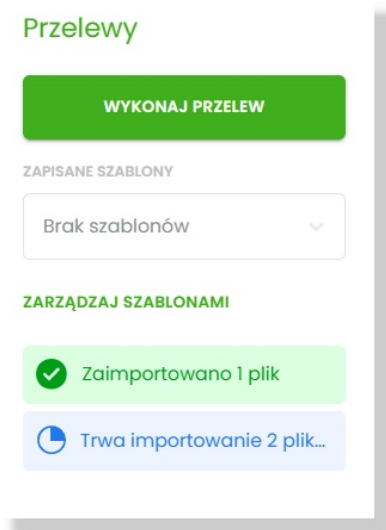 Przelewy
WYKONAJ PRZELEW
ZAPISANE SZABLONY
Brak szablonów
ZARZĄDZAJ SZABLONAMI
Zaimportowano 1 plik
Trwa importowanie 2 plik...